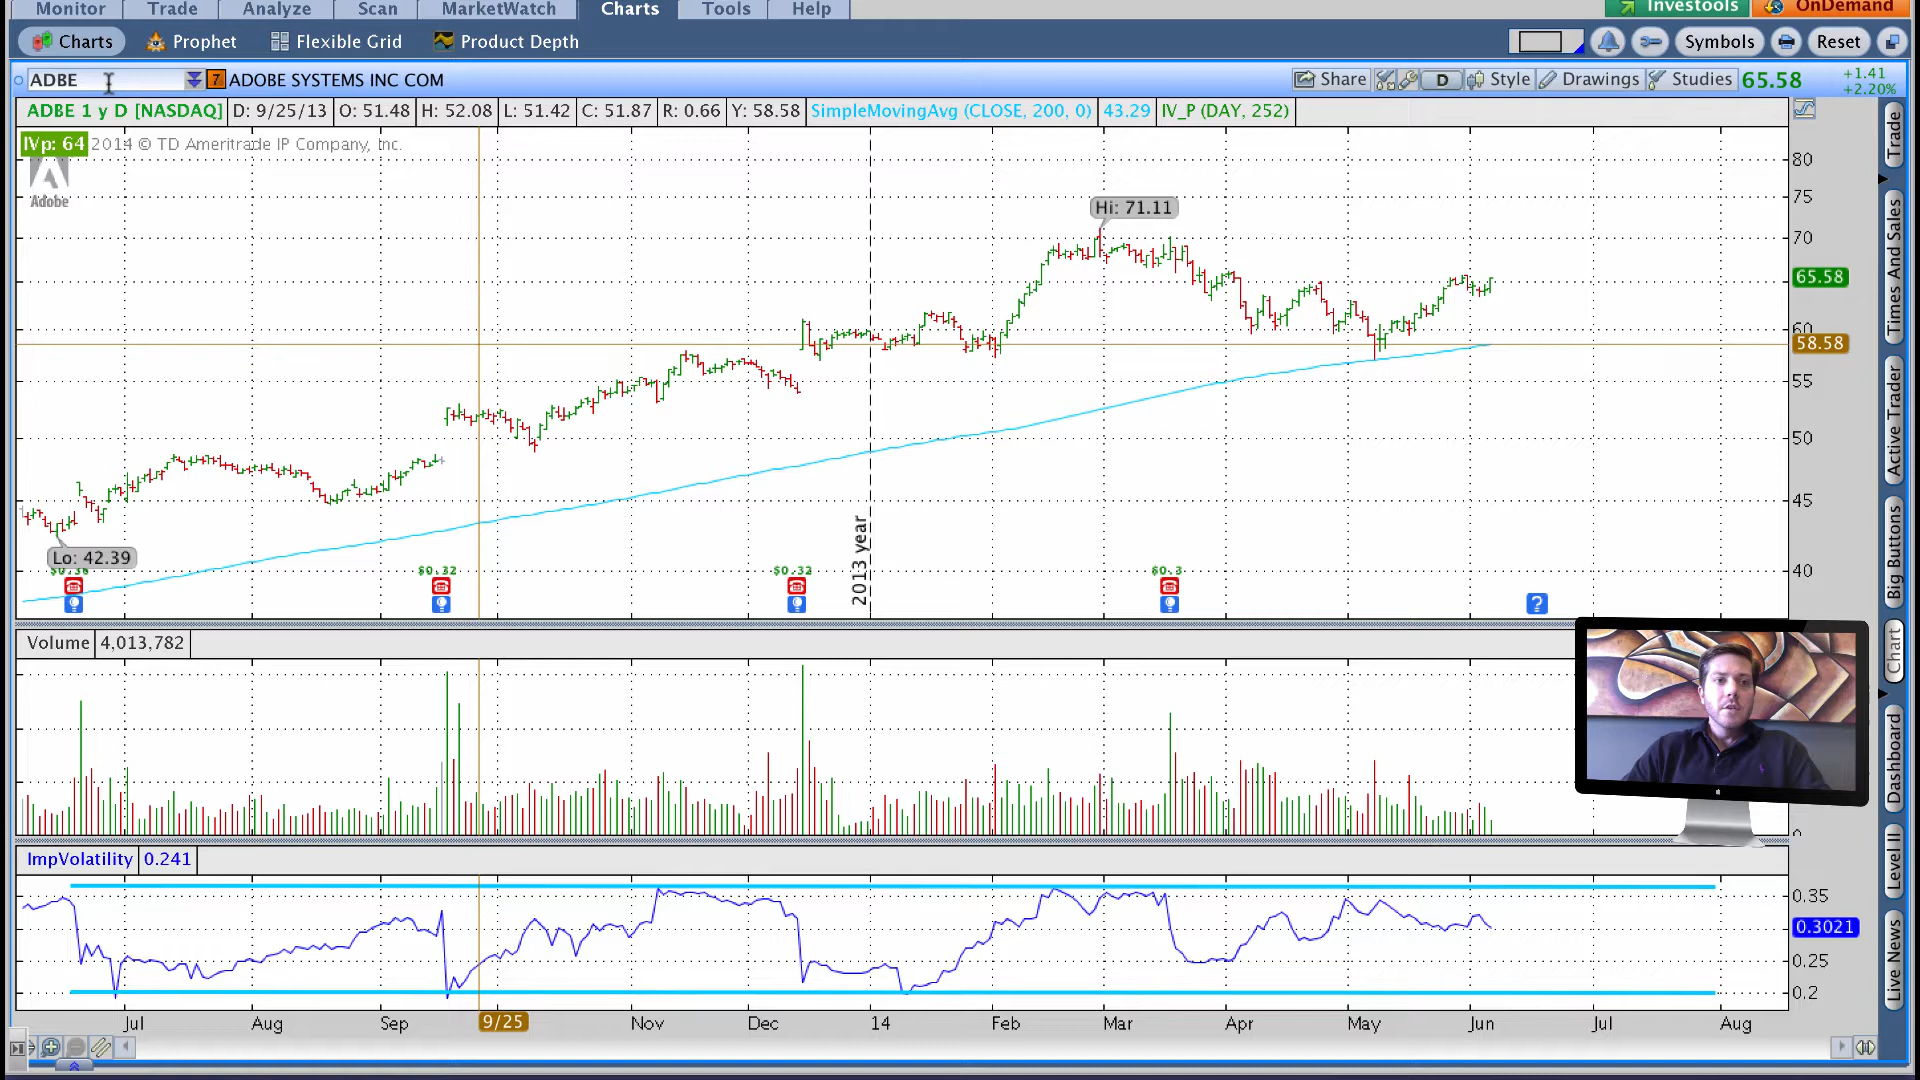 Monitor Trade Analyze Scan MarketWatch Charts Tools Help Investools OnDemand
Charts Prophet Flexible Grid Product Depth Symbols Reset
ADBE 7 ADOBE SYSTEMS INC COM Share D Style Drawings Studies 65.58 +1.41
+2.20%
ADBE 1 y D [NASDAQ] D: 9/25/13 O: 51.48 H: 52.08 L: 51.42 C: 51.87 R: 0.66 Y: 58.58 SimpleMovingAvg (CLOSE, 200, 0) 43.29 IV_P (DAY, 252)
IVp: 64 2014 © TD Ameritrade IP Company, Inc.
Adobe
80
75
Hi: 71.11
70
65.58
60
58.58
55
50
45
Lo: 42.39
40
$0.36 $0.32 $0.32 $0.3
2013 year
?
Volume 4,013,782
ImpVolatility 0.241
0.35
0.3021
0.25
0.2
Jul Aug Sep 9/25 Nov Dec 14 Feb Mar Apr May Jun Jul Aug
Trade
Times And Sales
Active Trader
Big Buttons
Chart
Dashboard
Level II
Live News